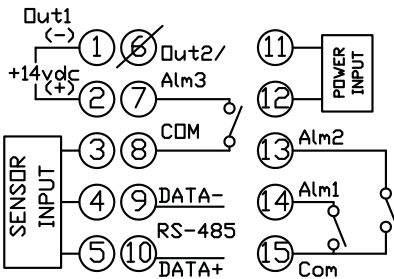 Out1
(-) 1 6 Out2/ 11
+14vdc
(+) 2 7 Alm3 12 POWER INPUT
SENSOR INPUT 3 8 COM 13 Alm2
4 9 DATA- 14 Alm1
RS-485
5 10 DATA+ 15 Com